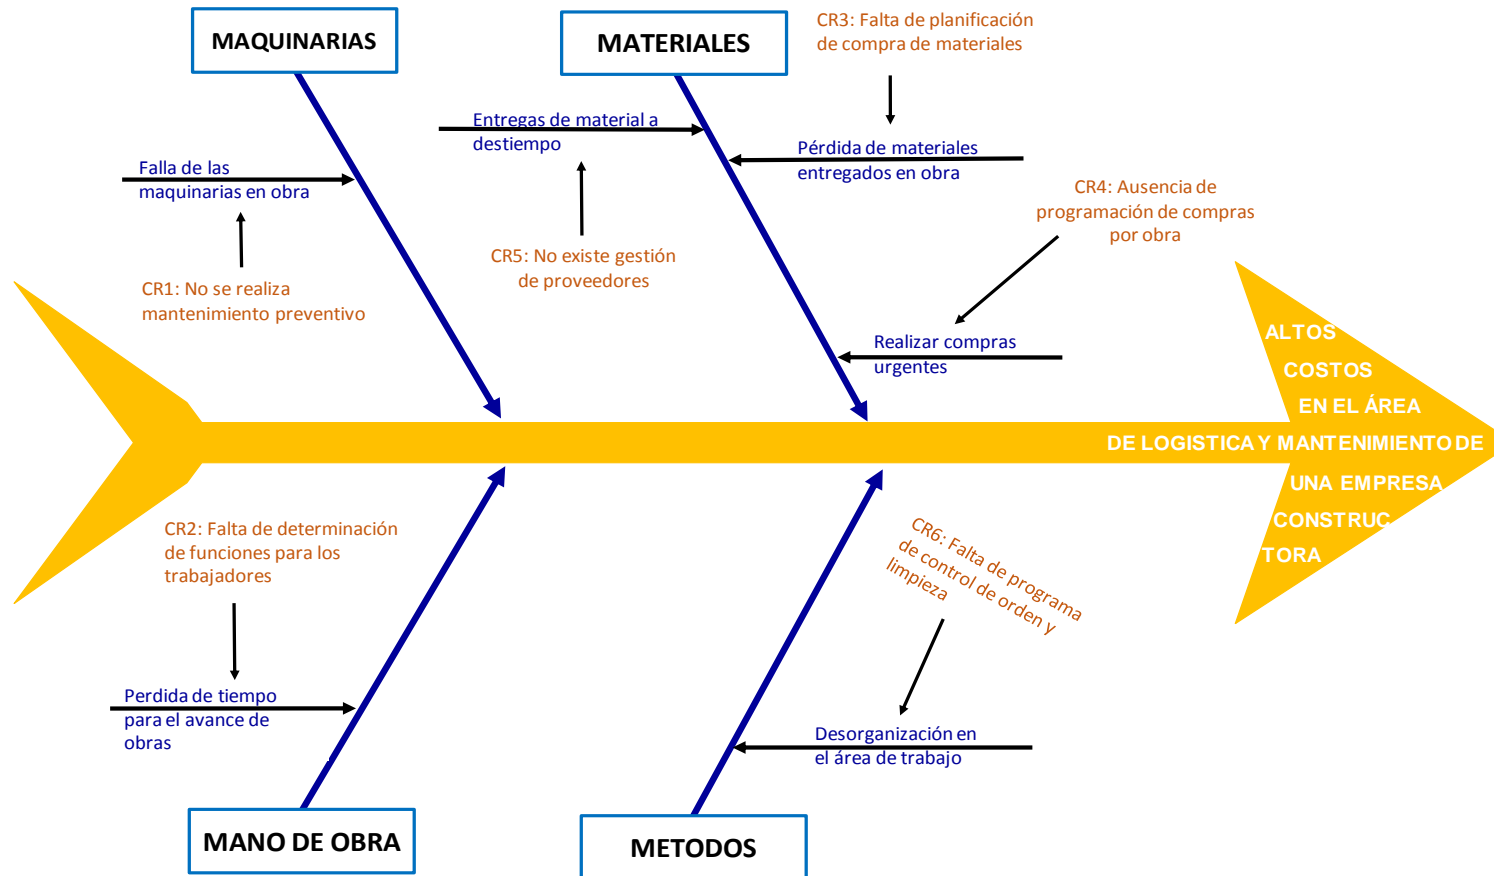 MAQUINARIAS
MATERIALES
CR3: Falta de planificación
de compra de materiales
Entregas de material a
destiempo
Pérdida de materiales
entregados en obra
Falla de las
maquinarias en obra
CR4: Ausencia de
programación de compras
por obra
CR5: No existe gestión
de proveedores
CR1: No se realiza
mantenimiento preventivo
Realizar compras
urgentes
ALTOS
COSTOS
EN EL ÁREA
DE LOGISTICA Y MANTENIMIENTO DE
UNA EMPRESA
CONSTRUC
TORA
CR2: Falta de determinación
de funciones para los
trabajadores
CR6: Falta de programa
de control de orden y
limpieza
Perdida de tiempo
para el avance de
obras
Desorganización en
el área de trabajo
MANO DE OBRA
METODOS